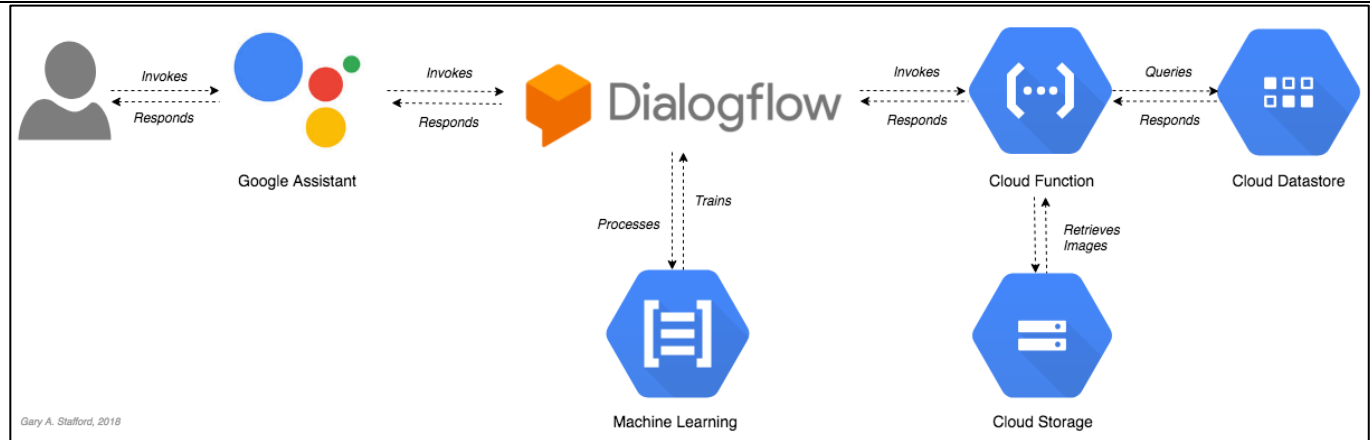 Invokes
Responds
Google Assistant
Invokes
Responds
Dialogflow
Invokes
Responds
Cloud Function
Queries
Responds
Cloud Datastore
Processes
Trains
Machine Learning
Retrieves
Images
Cloud Storage
Gary A. Stafford, 2018